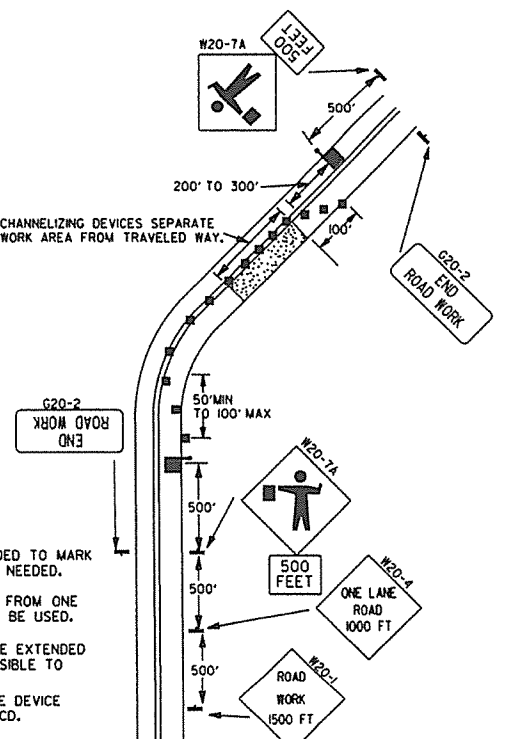 W20-7A
500
FEET
500'
200' TO 300'
CHANNELIZING DEVICES SEPARATE
WORK AREA FROM TRAVELED WAY.
100'
G20-2
END
ROAD WORK
50'MIN
TO 100' MAX
G20-2
END
ROAD WORK
W20-7A
500'
500
FEET
DED TO MARK
NEEDED.
W20-4
ONE LANE
ROAD
1000 FT
500'
FROM ONE
BE USED.
E EXTENDED
SIBLE TO
W20-1
ROAD
WORK
1500 FT
500'
E DEVICE
CD.